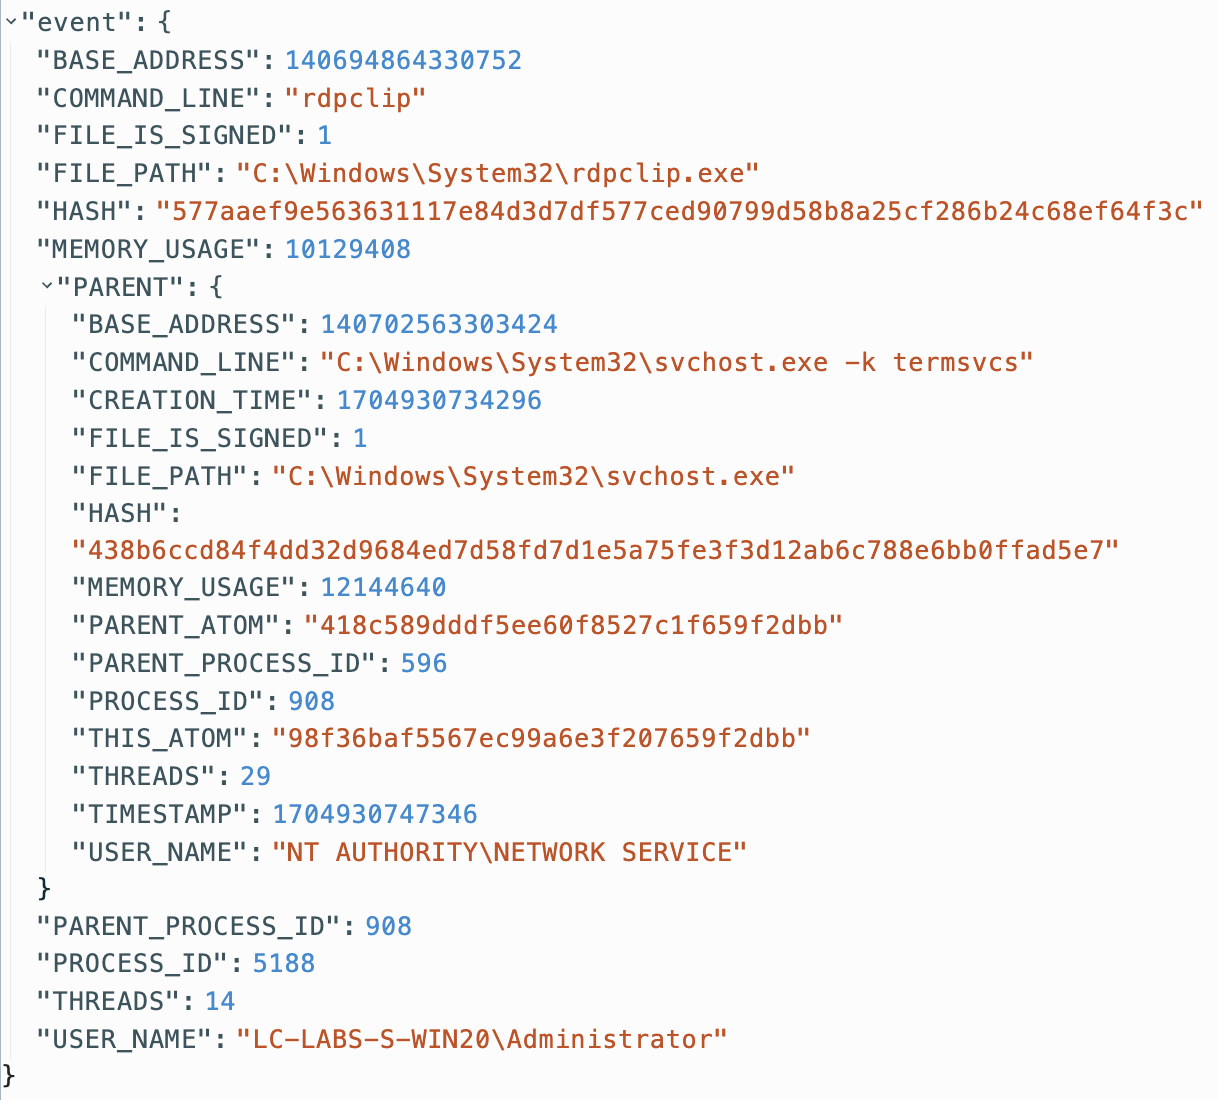 "event": {
"BASE_ADDRESS": 140694864330752
"COMMAND_LINE": "rdpclip"
"FILE_IS_SIGNED": 1
"FILE_PATH": "C:\Windows\System32\rdpclip.exe"
"HASH": "577aaef9e563631117e84d3d7df577ced90799d58b8a25cf286b24c68ef64f3c"
"MEMORY_USAGE": 10129408
"PARENT": {
"BASE_ADDRESS": 140702563303424
"COMMAND_LINE": "C:\Windows\System32\svchost.exe -k termsvcs"
"CREATION_TIME": 1704930734296
"FILE_IS_SIGNED": 1
"FILE_PATH": "C:\Windows\System32\svchost.exe"
"HASH":
"438b6ccd84f4dd32d9684ed7d58fd7d1e5a75fe3f3d12ab6c788e6bb0ffad5e7"
"MEMORY_USAGE": 12144640
"PARENT_ATOM": "418c589dddf5ee60f8527c1f659f2dbb"
"PARENT_PROCESS_ID": 596
"PROCESS_ID": 908
"THIS_ATOM": "98f36baf5567ec99a6e3f207659f2dbb"
"THREADS": 29
"TIMESTAMP": 1704930747346
"USER_NAME": "NT AUTHORITY\NETWORK SERVICE"
}
"PARENT_PROCESS_ID": 908
"PROCESS_ID": 5188
"THREADS": 14
"USER_NAME": "LC-LABS-S-WIN20\Administrator"
}